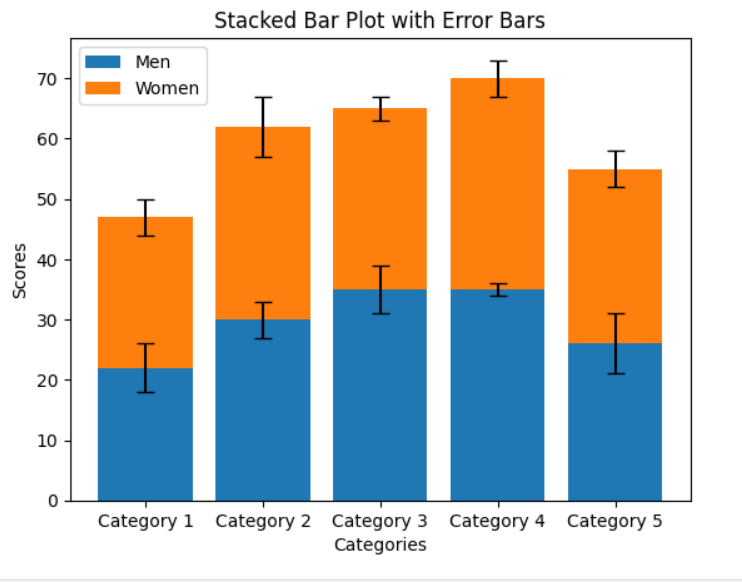 Stacked Bar Plot with Error Bars
Men
Women
70
60
50
40
30
20
10
0
Scores
Category 1 Category 2 Category 3 Category 4 Category 5
Categories